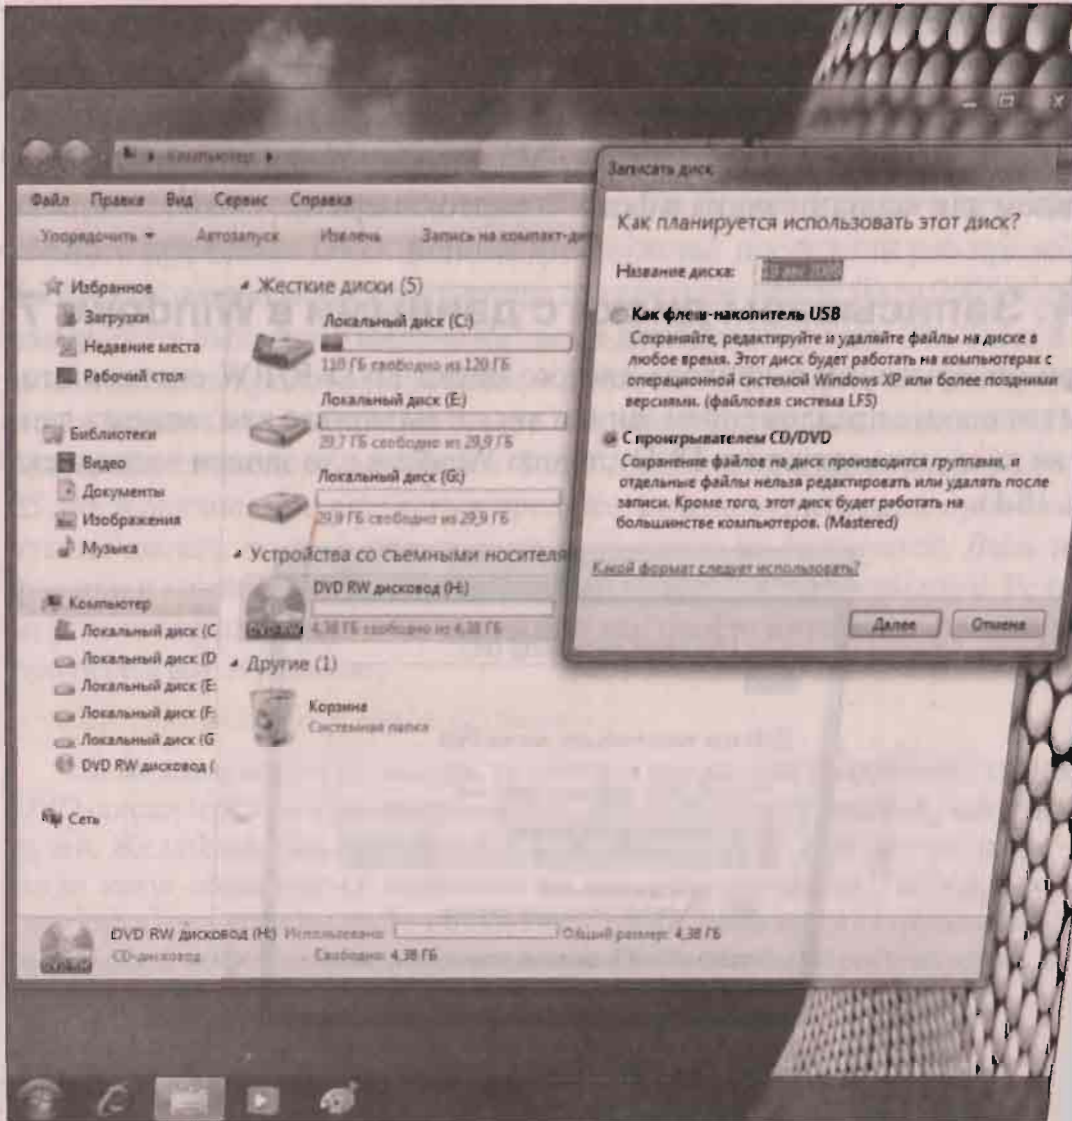 Компьютер
Файл Правка Вид Сервис Справка
Упорядочить Автозапуск Извлечь Запись на компакт-ди
Избранное
Загрузки
Недавние места
Рабочий стол
Библиотеки
Видео
Документы
Изображения
Музыка
Компьютер
Локальный диск (C
Локальный диск (D
Локальный диск (E:
Локальный диск (F:
Локальный диск (G
DVD RW дисковод (
Сеть
Жесткие диски (5)
Локальный диск (C:)
110 ГБ свободно из 120 ГБ
Локальный диск (E:)
29,7 ГБ свободно из 29,9 ГБ
Локальный диск (G:)
29,9 ГБ свободно из 29,9 ГБ
Устройства со съемными носителя
DVD RW дисковод (H:)
4,38 ГБ свободно из 4,38 ГБ
Другие (1)
Корзина
Системная папка
Записать диск
Как планируется использовать этот диск?
Название диска:
Как флеш-накопитель USB
Сохраняйте, редактируйте и удаляйте файлы на диске в
любое время. Этот диск будет работать на компьютерах с
операционной системой Windows XP или более поздними
версиями. (файловая система LFS)
С проигрывателем CD/DVD
Сохранение файлов на диск производится группами, и
отдельные файлы нельзя редактировать или удалять после
записи. Кроме того, этот диск будет работать на
большинстве компьютеров. (Mastered)
Какой формат следует использовать?
Далее Отмена
DVD RW дисковод (H:) Использовано: Общий размер: 4,38 ГБ
CD-дисковод Свободно: 4,38 ГБ